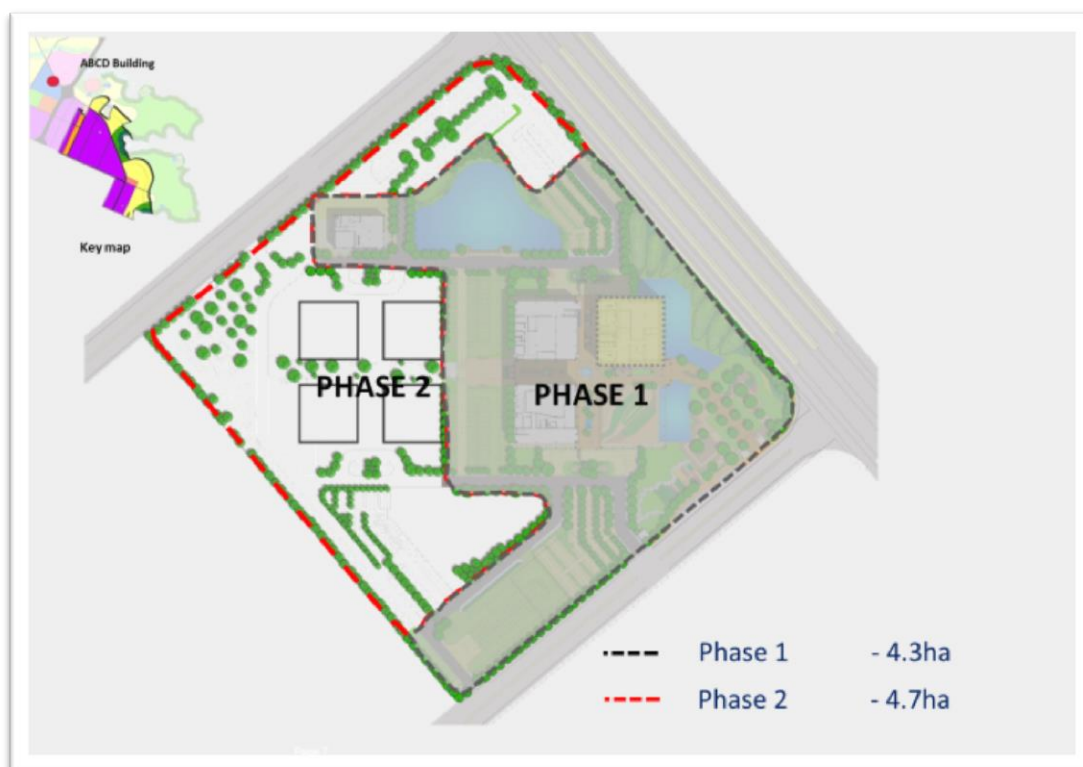 ABCD Building
Key map
PHASE 2
PHASE 1
Phase 1 - 4.3ha
Phase 2 - 4.7ha